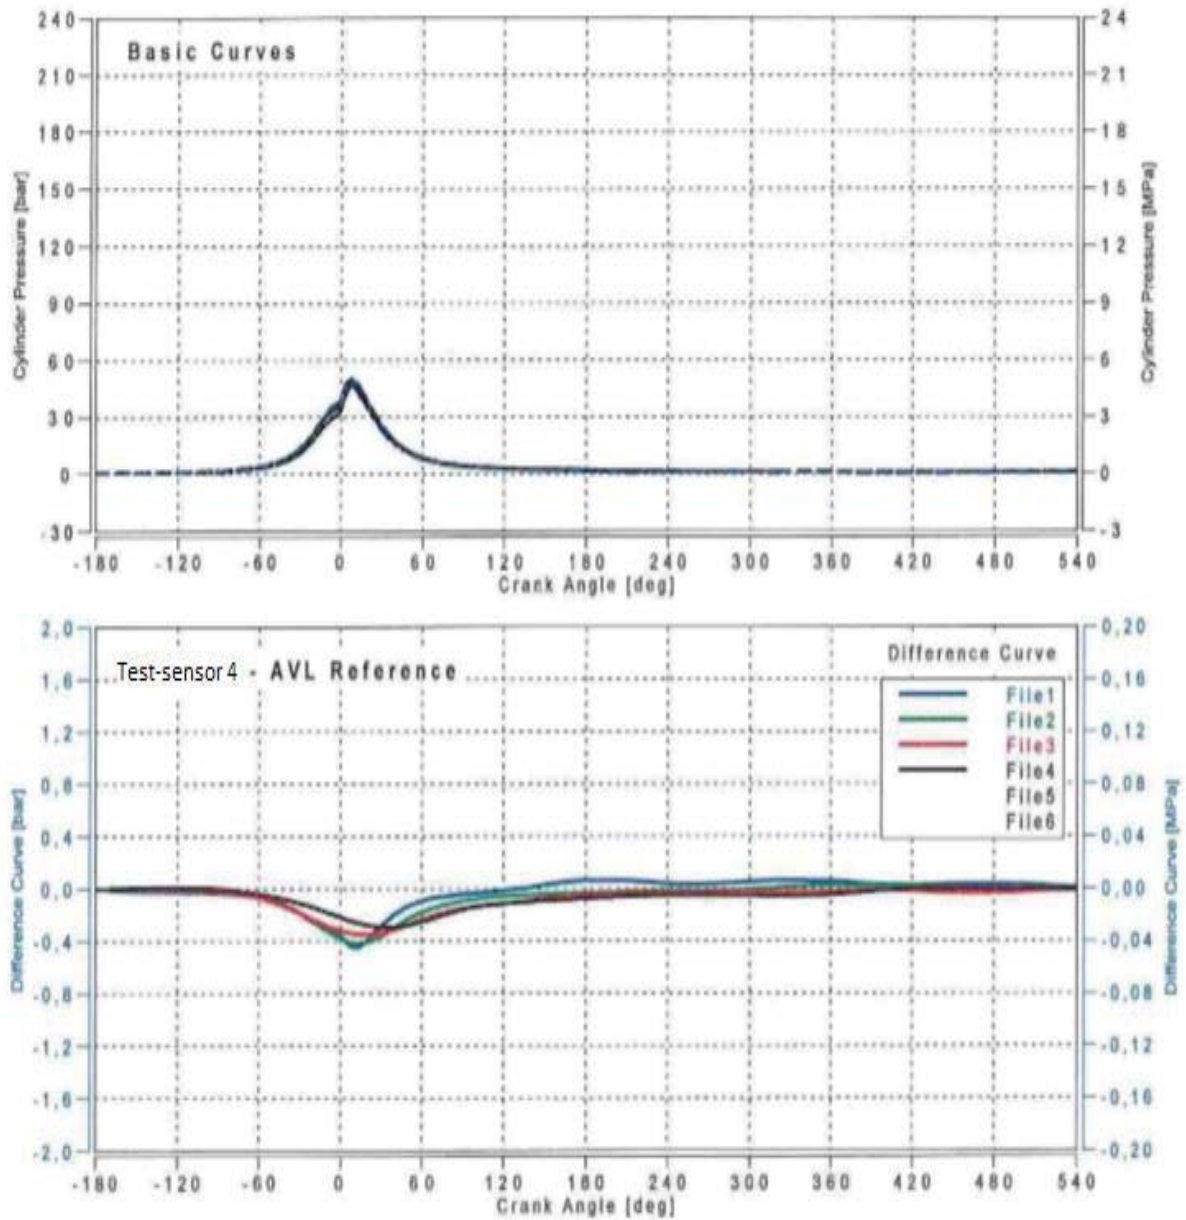 240
24
Basic Curves
210
21
180
18
150
15
120
12
90
9
60
6
30
3
0
0
-30
-3
Cylinder Pressure [bar]
Cylinder Pressure [MPa]
-180 -120 -60 0 60 120 180 240 300 360 420 480 540
Crank Angle [deg]
2,0
0,20
Test-sensor 4 - AVL Reference
Difference Curve
1,6
0,16
File1
File2
1,2
0,12
File3
File4
0,8
0,08
File5
File6
0,4
0,04
0,0
0,00
-0,4
-0,04
-0,8
-0,08
-1,2
-0,12
-1,6
-0,16
-2,0
-0,20
Difference Curve [bar]
Difference Curve [MPa]
-180 -120 -60 0 60 120 180 240 300 360 420 480 540
Crank Angle [deg]